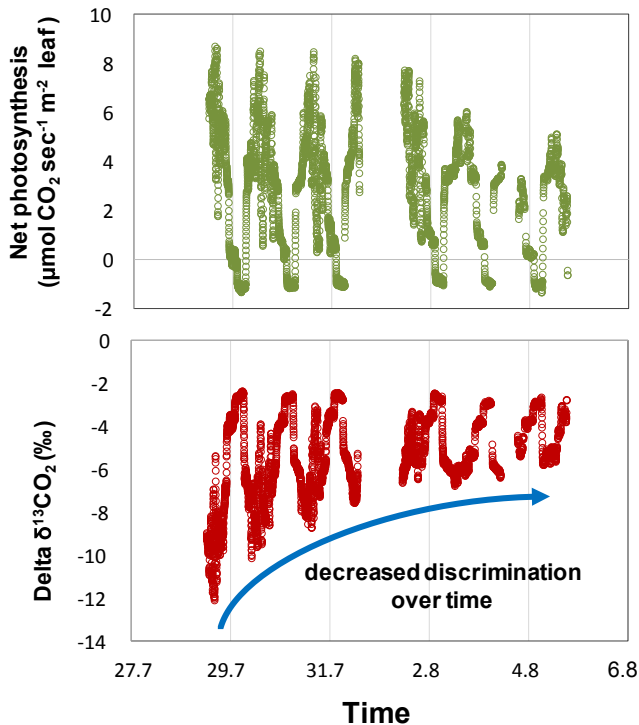 Net photosynthesis
(µmol CO₂ sec⁻¹ m⁻² leaf)
10
8
6
4
2
0
-2
Delta δ¹³CO₂ (‰)
0
-2
-4
-6
-8
-10
-12
-14
decreased discrimination
over time
27.7 29.7 31.7 2.8 4.8 6.8
Time